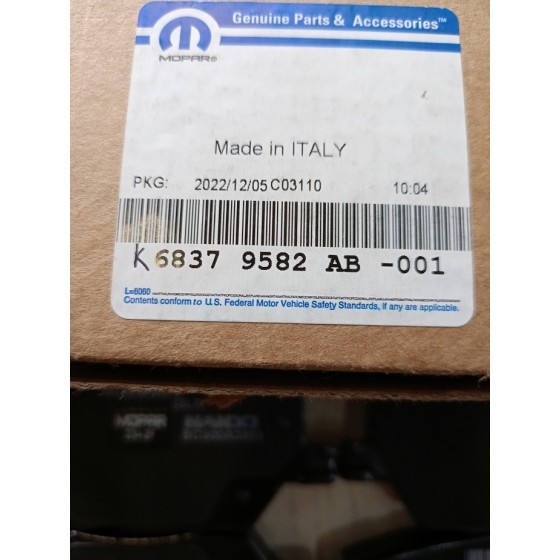 Genuine Parts & Accessories™
MOPAR®
Made in ITALY
PKG: 2022/12/05 C03110 10:04
K 6837 9582 AB -001
L=6060
Contents conform to U.S. Federal Motor Vehicle Safety Standards, if any are applicable.
MOPAR